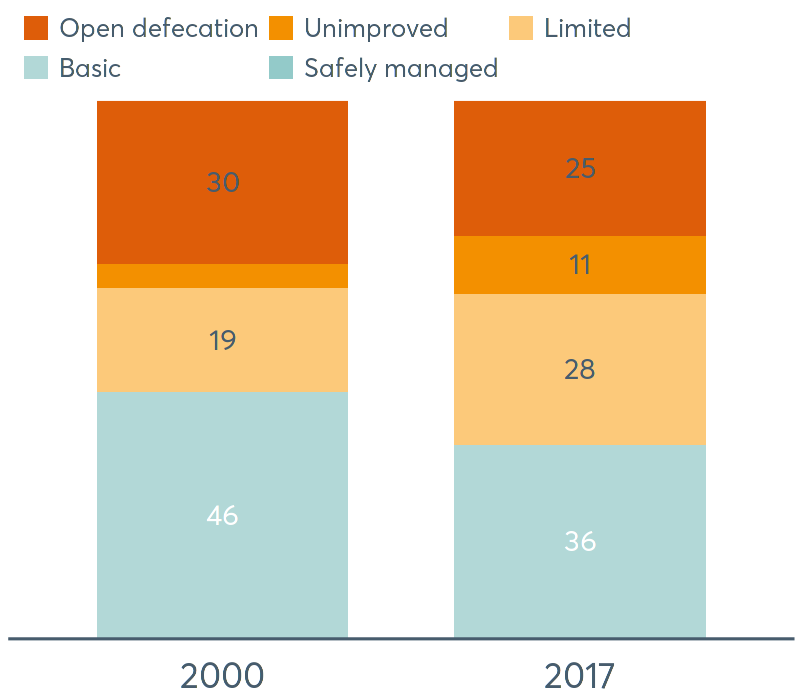 Open defecation Unimproved Limited
Basic Safely managed
30 25
11
19 28
46 36
2000 2017